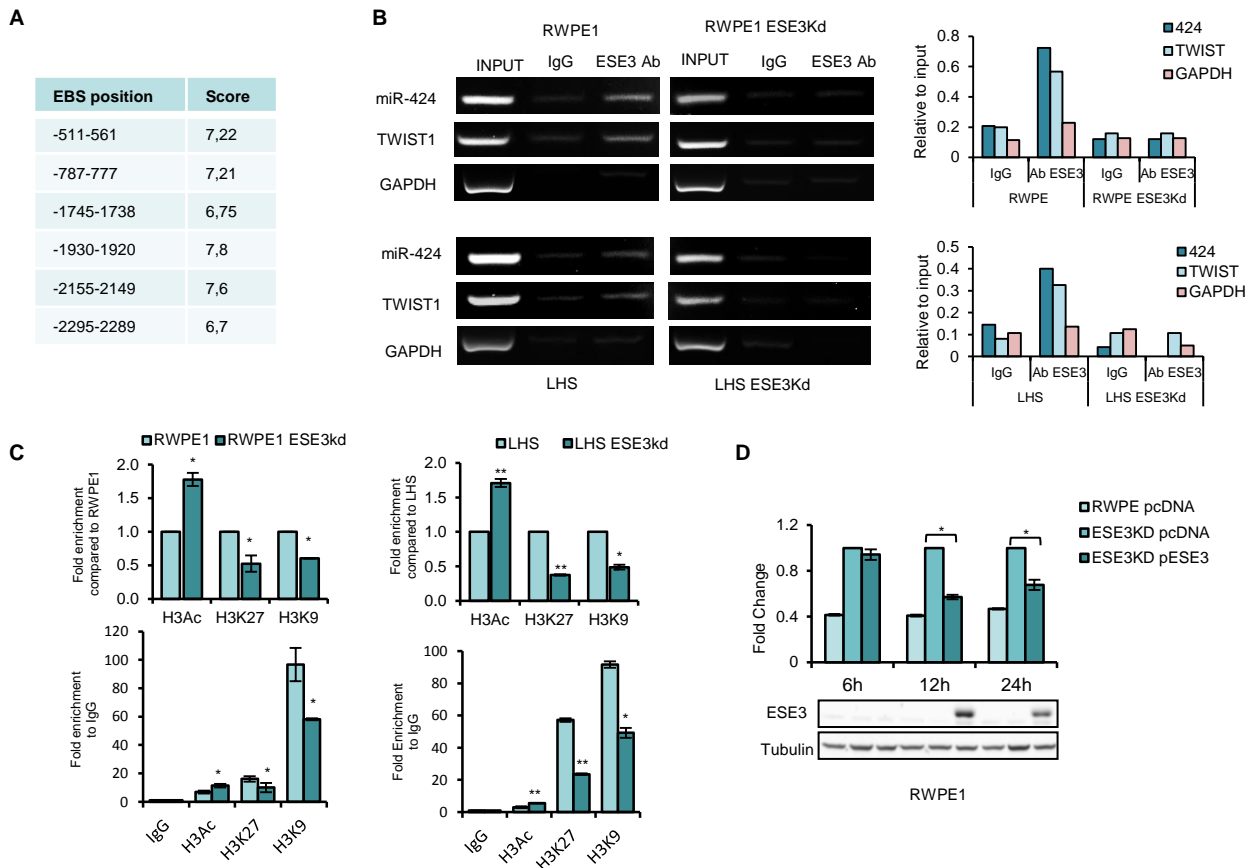 A
EBS position Score
-511-561 7,22
-787-777 7,21
-1745-1738 6,75
-1930-1920 7,8
-2155-2149 7,6
-2295-2289 6,7
B
RWPE1 RWPE1 ESE3Kd
INPUT IgG ESE3 Ab INPUT IgG ESE3 Ab
miR-424
TWIST1
GAPDH
miR-424
TWIST1
GAPDH
LHS LHS ESE3Kd
424
TWIST
GAPDH
Relative to input
0.8
0.6
0.4
0.2
0
IgG Ab ESE3 IgG Ab ESE3
RWPE RWPE ESE3Kd
424
TWIST
GAPDH
Relative to input
0.5
0.4
0.3
0.2
0.1
0
IgG Ab ESE3 IgG Ab ESE3
LHS LHS ESE3Kd
C
RWPE1 RWPE1 ESE3kd
Fold enrichment
compared to RWPE1
2.0
1.5
1.0
0.5
0.0
* * *
H3Ac H3K27 H3K9
Fold enrichment
to IgG
100
80
60
40
20
0
* * *
IgG H3Ac H3K27 H3K9
LHS LHS ESE3kd
Fold enrichment
compared to LHS
2.0
1.5
1.0
0.5
0.0
** ** *
H3Ac H3K27 H3K9
Fold Enrichment
to IgG
100
80
60
40
20
0
** ** *
IgG H3Ac H3K27 H3K9
D
RWPE pcDNA
ESE3KD pcDNA
ESE3KD pESE3
Fold Change
1.2
0.8
0.4
0
* *
6h 12h 24h
ESE3
Tubulin
RWPE1